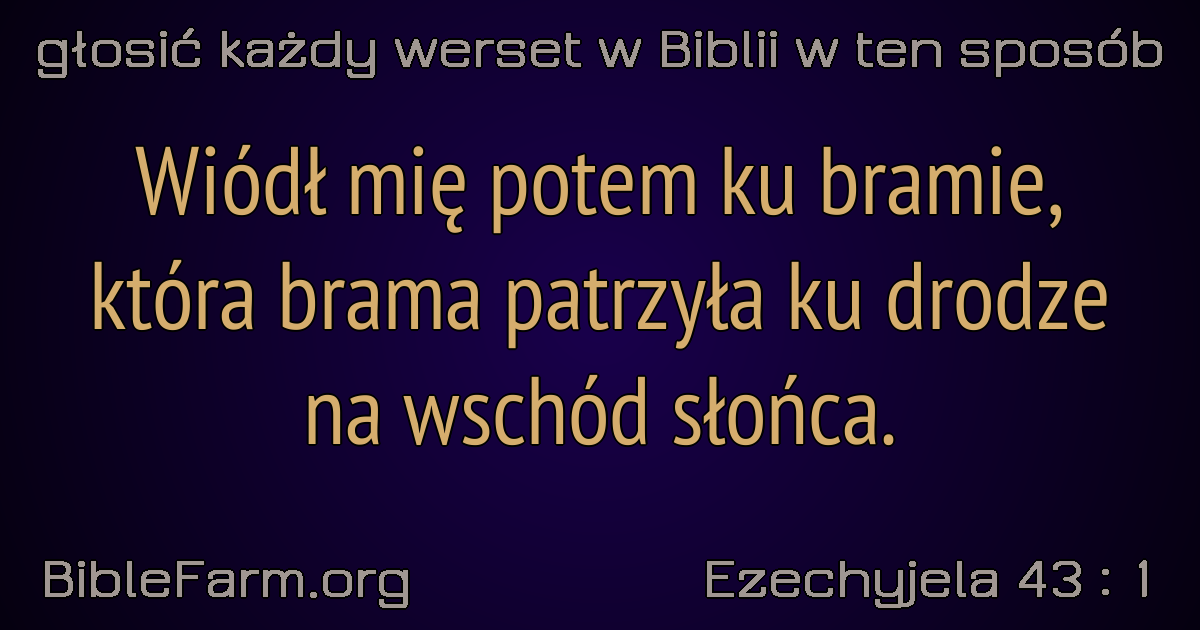 głosić każdy werset w Biblii w ten sposób
Wiódł mię potem ku bramie,
która brama patrzyła ku drodze
na wschód słońca.
BibleFarm.org
Ezechyjela 43 : 1